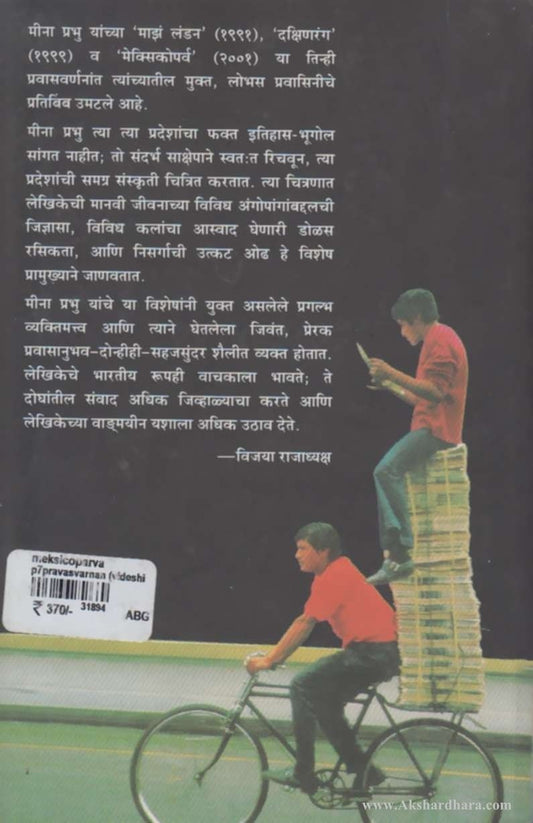 मीना प्रभु यांच्या ‘माझं लंडन’ (१९९१), ‘दक्षिणरंग’
(१९९९) व ‘मेक्सिकोपर्व’ (२००१) या तिन्ही
प्रवासवर्णनांत त्यांच्यातील मुक्त, लोभस प्रवासिनीचे
प्रतिबिंब उमटले आहे.
मीना प्रभु त्या त्या प्रदेशांचा फक्त इतिहास-भूगोल
सांगत नाहीत; तो संदर्भ साक्षेपाने स्वत:त रिचवून, त्या
प्रदेशांची समग्र संस्कृती चित्रित करतात. त्या चित्रणात
लेखिकेची मानवी जीवनाच्या विविध अंगोपांगांबद्दलची
जिज्ञासा, विविध कलांचा आस्वाद घेणारी डोळस
रसिकता, आणि निसर्गाची उत्कट ओढ हे विशेष
प्रामुख्याने जाणवतात.
मीना प्रभु यांचे या विशेषांनी युक्त असलेले प्रगल्भ
व्यक्तिमत्त्व आणि त्याने घेतलेला जिवंत, प्रेरक
प्रवासानुभव–दोन्हीही–सहजसुंदर शैलीत व्यक्त होतात.
लेखिकेचे भारतीय रूपही वाचकाला भावते; ते
दोघांतील संवाद अधिक जिव्हाळ्याचा करते आणि
लेखिकेच्या वाङ्मयीन यशाला अधिक उठाव देते.
—विजया राजाध्यक्ष
meksicoparva
p7pravasvarnan (videshi
₹ 370/- 31894 ABG
www.Akshardhara.com